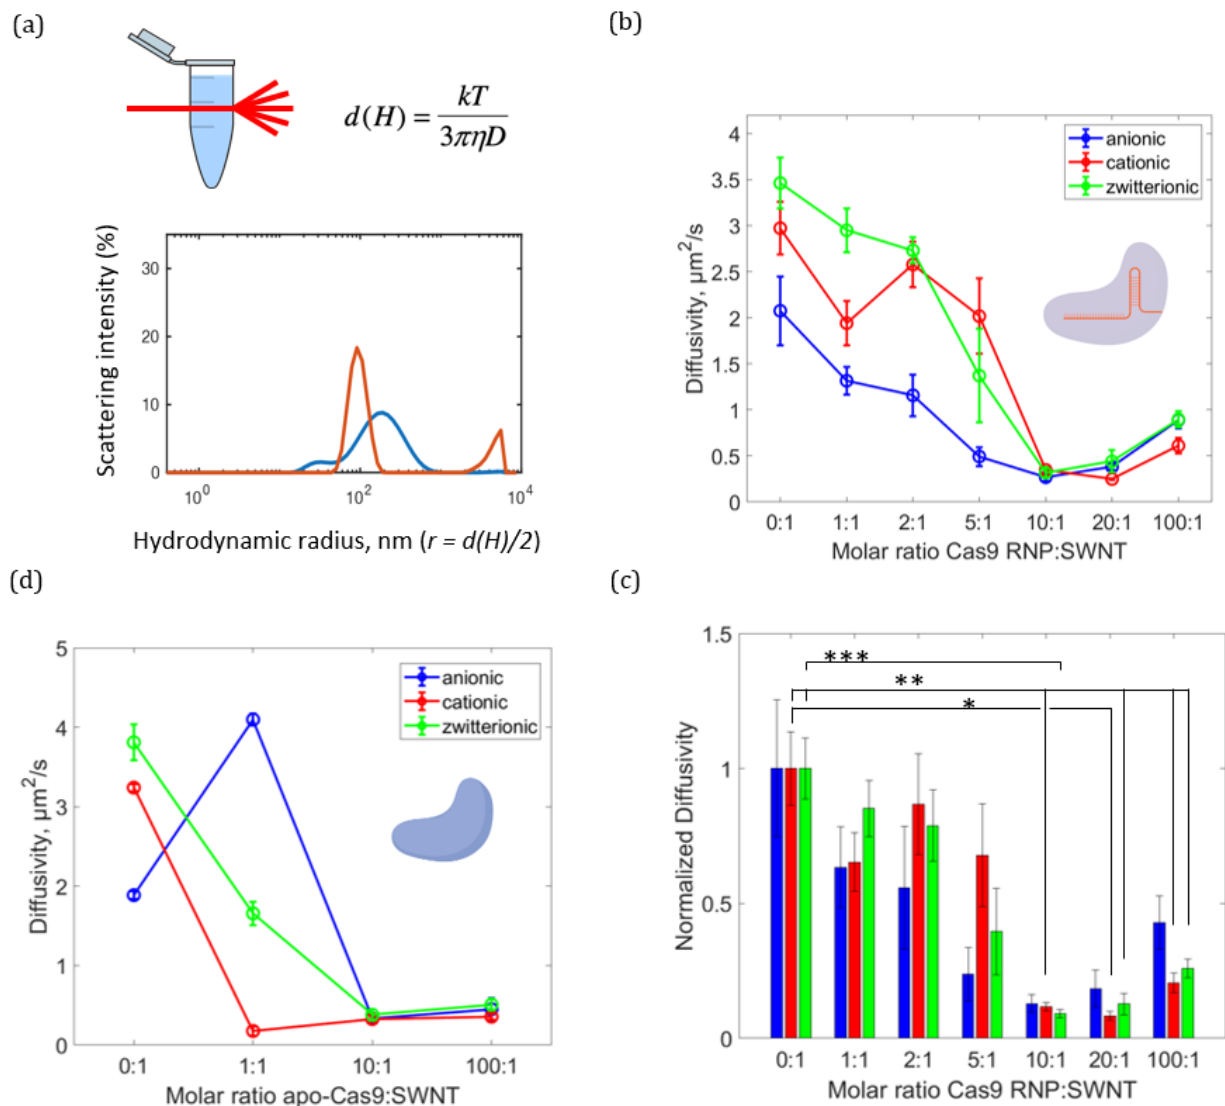 (a)
d(H) = kT / 3πηD
Scattering intensity (%)
30
20
10
0
10^0
10^2
10^4
Hydrodynamic radius, nm (r = d(H)/2)
(b)
Diffusivity, µm²/s
4
3.5
3
2.5
2
1.5
1
0.5
0
anionic
cationic
zwitterionic
0:1 1:1 2:1 5:1 10:1 20:1 100:1
Molar ratio Cas9 RNP:SWNT
(d)
Diffusivity, µm²/s
5
4
3
2
1
0
anionic
cationic
zwitterionic
0:1 1:1 10:1 100:1
Molar ratio apo-Cas9:SWNT
(c)
Normalized Diffusivity
1.5
1
0.5
0
***
**
*
0:1 1:1 2:1 5:1 10:1 20:1 100:1
Molar ratio Cas9 RNP:SWNT